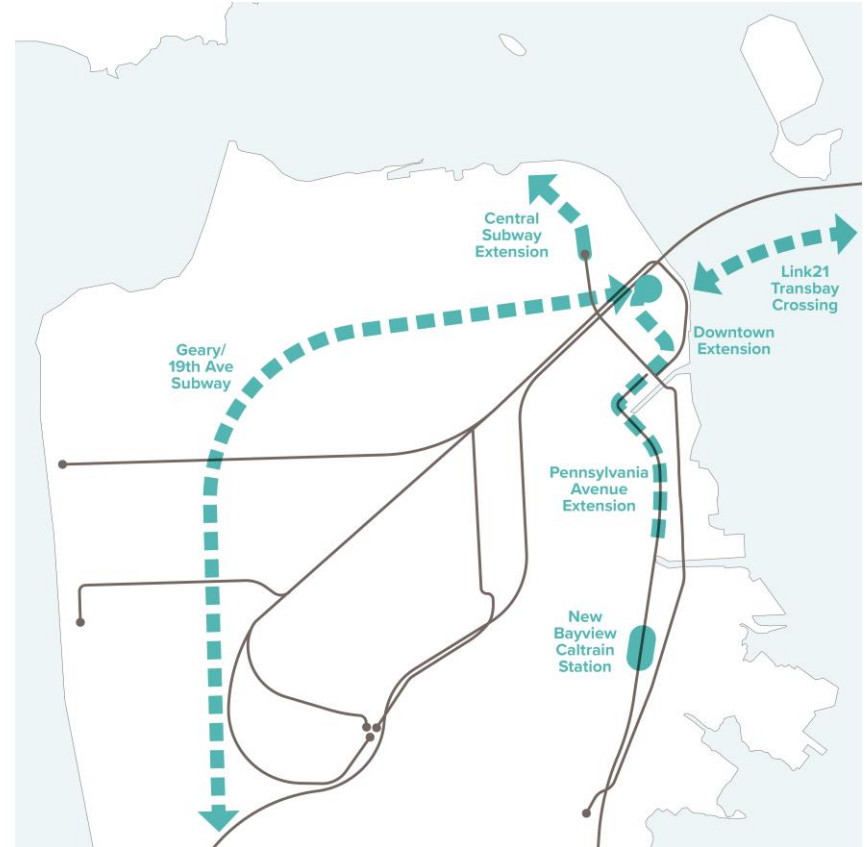 Central
Subway
Extension
Link21
Transbay
Crossing
Geary/
19th Ave
Subway
Downtown
Extension
Pennsylvania
Avenue
Extension
New
Bayview
Caltrain
Station